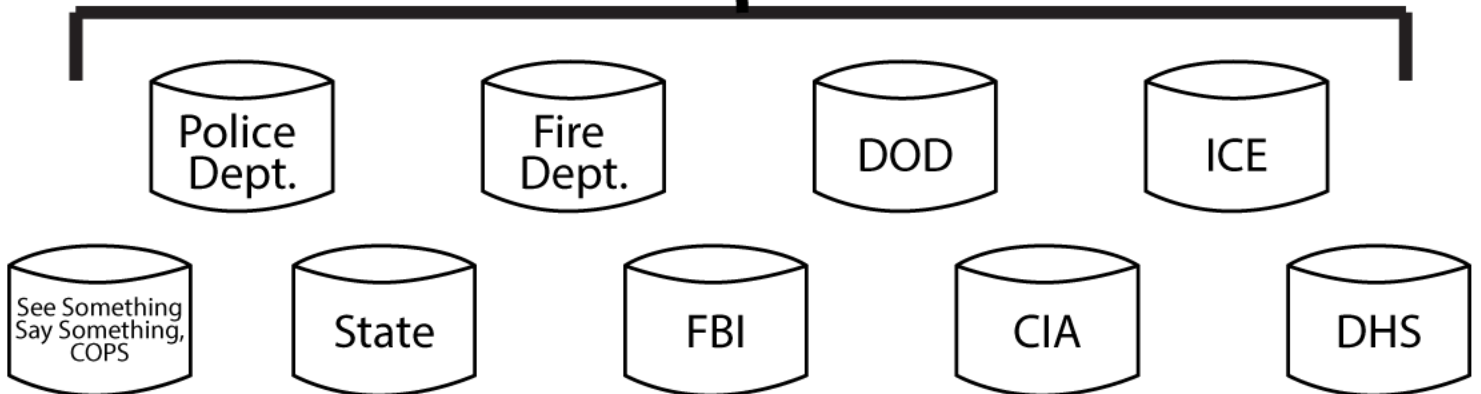 Police
Dept.
Fire
Dept.
DOD
ICE
See Something
Say Something,
COPS
State
FBI
CIA
DHS